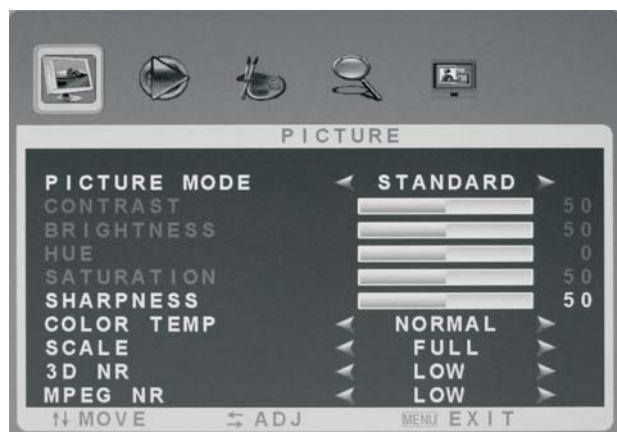 PICTURE
PICTURE MODE STANDARD
CONTRAST 50
BRIGHTNESS 50
HUE 0
SATURATION 50
SHARPNESS 50
COLOR TEMP NORMAL
SCALE FULL
3D NR LOW
MPEG NR LOW
MOVE ADJ MENU EXIT